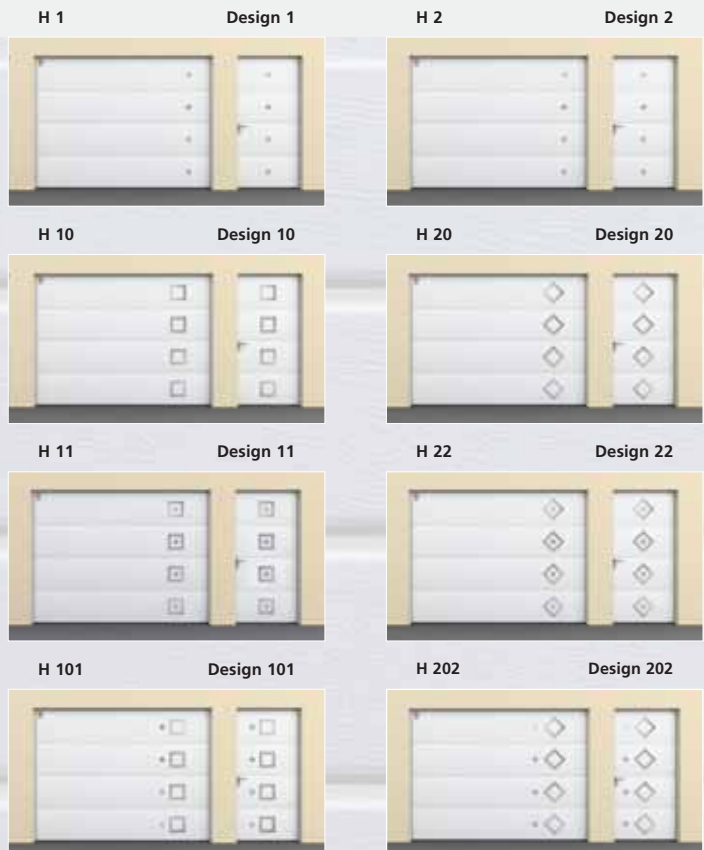 H 1 Design 1 H 2 Design 2
H 10 Design 10 H 20 Design 20
H 11 Design 11 H 22 Design 22
H 101 Design 101 H 202 Design 202